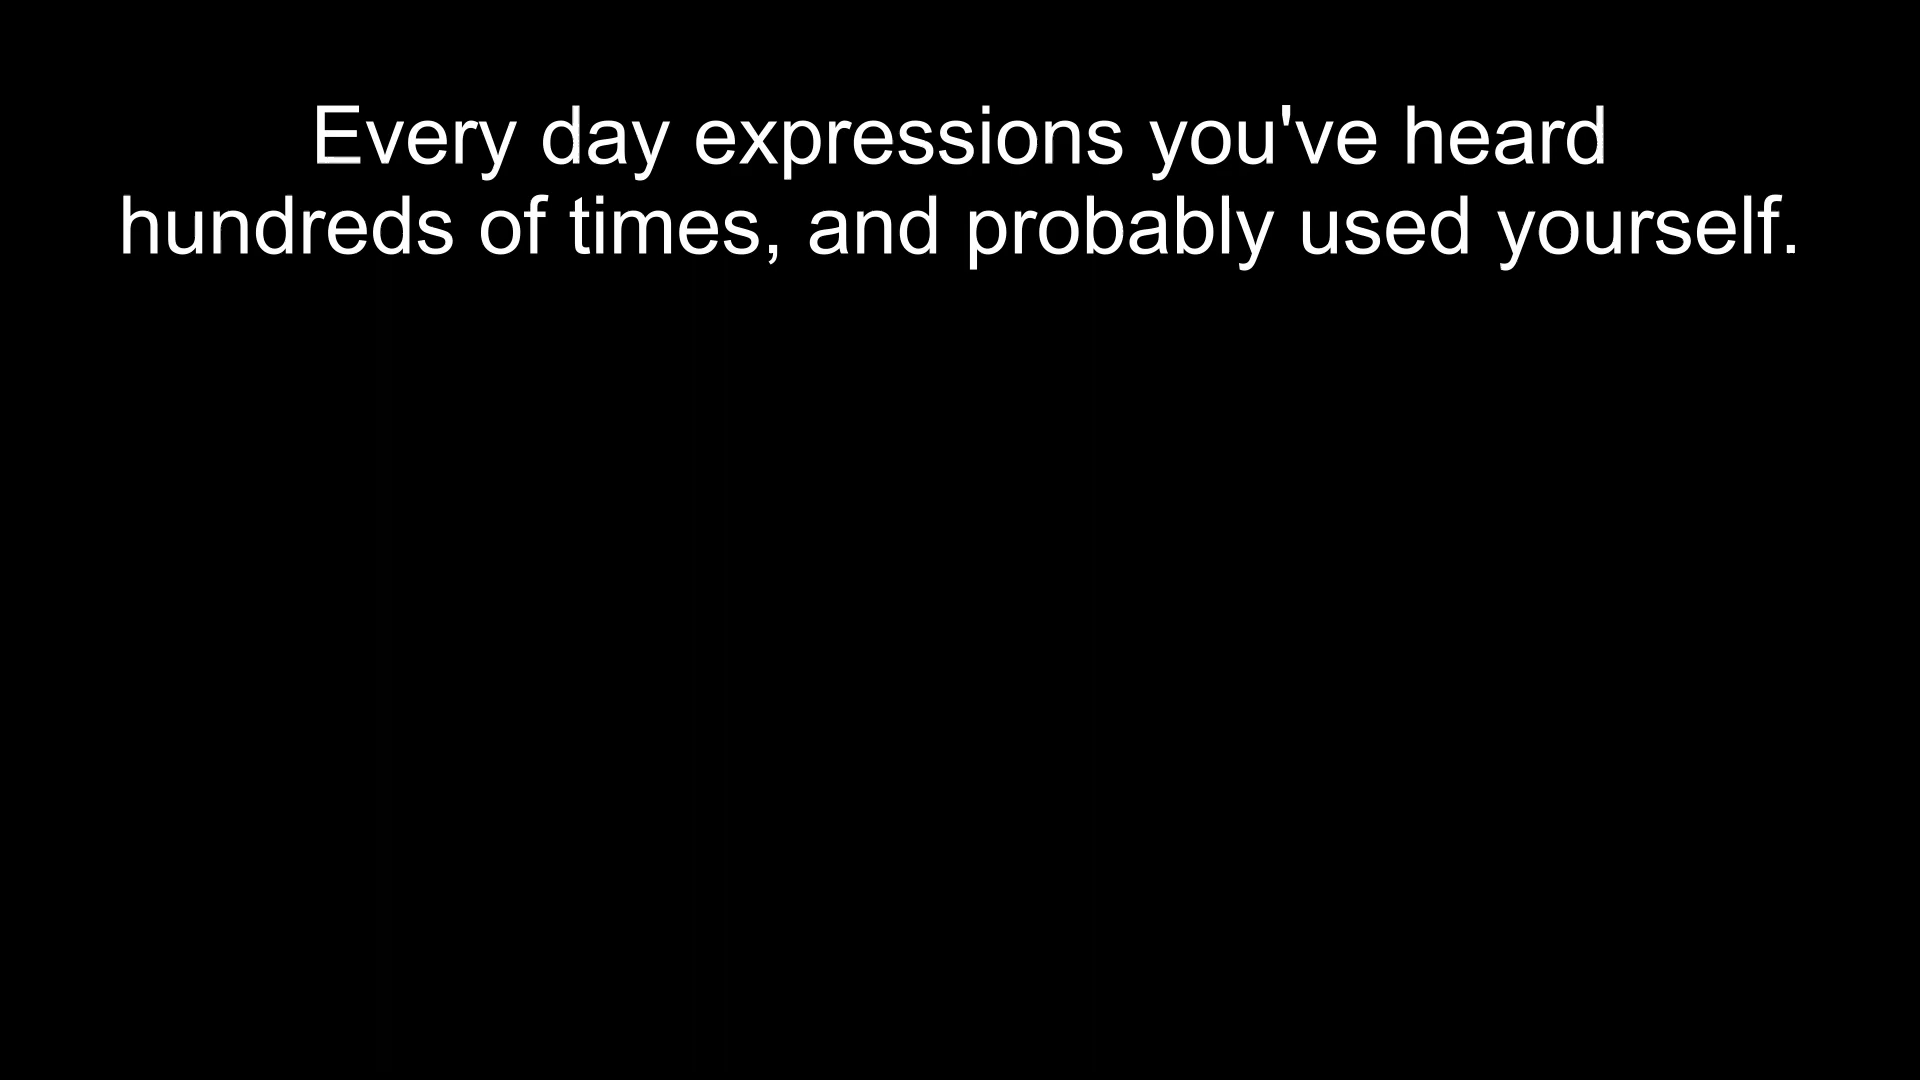 Every day expressions you've heard
hundreds of times, and probably used yourself.